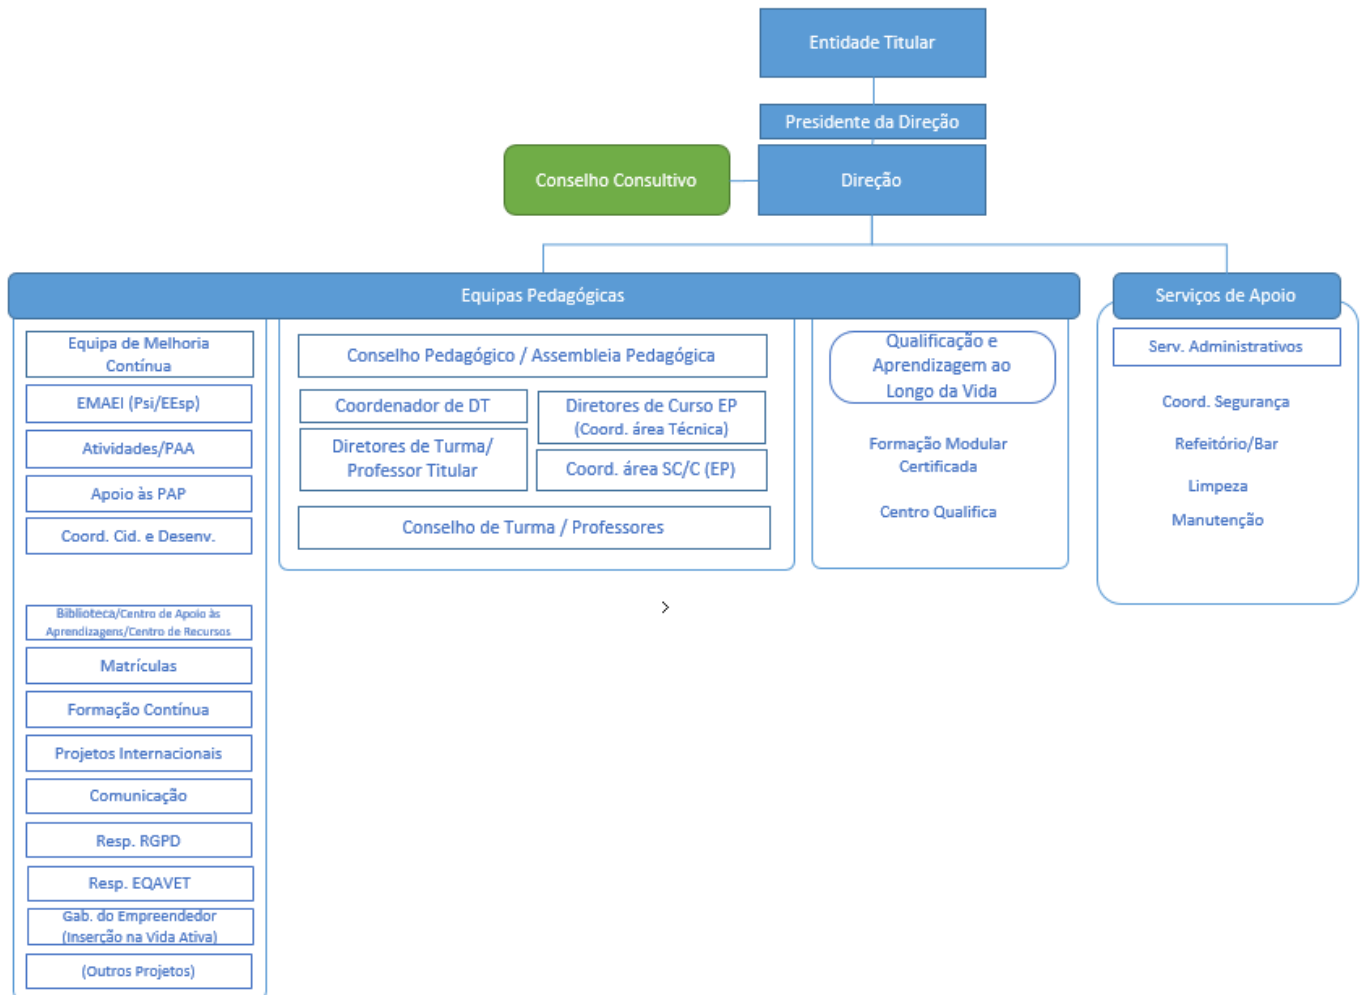 Entidade Titular
Presidente da Direção
Conselho Consultivo
Direção
Equipas Pedagógicas
Equipa de Melhoria
Contínua
EMAEI (Psi/EEsp)
Atividades/PAA
Apoio às PAP
Coord. Cid. e Desenv.
Biblioteca/Centro de Apoio às
Aprendizagens/Centro de Recursos
Matrículas
Formação Contínua
Projetos Internacionais
Comunicação
Resp. RGPD
Resp. EQAVET
Gab. do Empreendedor
(Inserção na Vida Ativa)
(Outros Projetos)
Conselho Pedagógico / Assembleia Pedagógica
Coordenador de DT
Diretores de Turma/
Professor Titular
Diretores de Curso EP
(Coord. área Técnica)
Coord. área SC/C (EP)
Conselho de Turma / Professores
Qualificação e
Aprendizagem ao
Longo da Vida
Formação Modular
Certificada
Centro Qualifica
Serviços de Apoio
Serv. Administrativos
Coord. Segurança
Refeitório/Bar
Limpeza
Manutenção